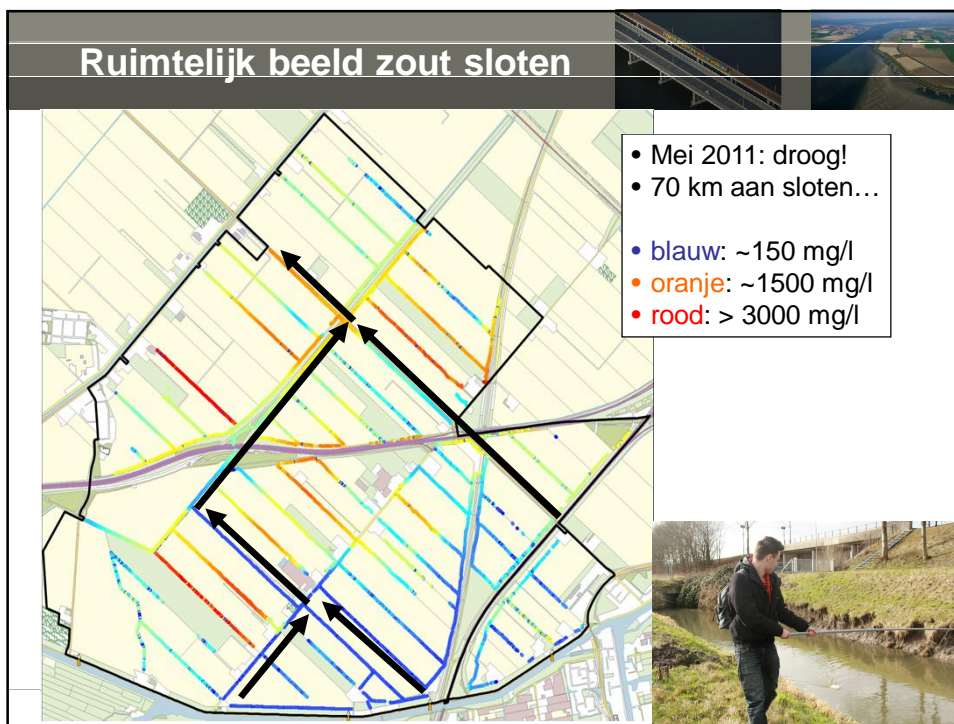 Ruimtelijk beeld zout sloten
• Mei 2011: droog!
• 70 km aan sloten…
• blauw: ~150 mg/l
• oranje: ~1500 mg/l
• rood: > 3000 mg/l